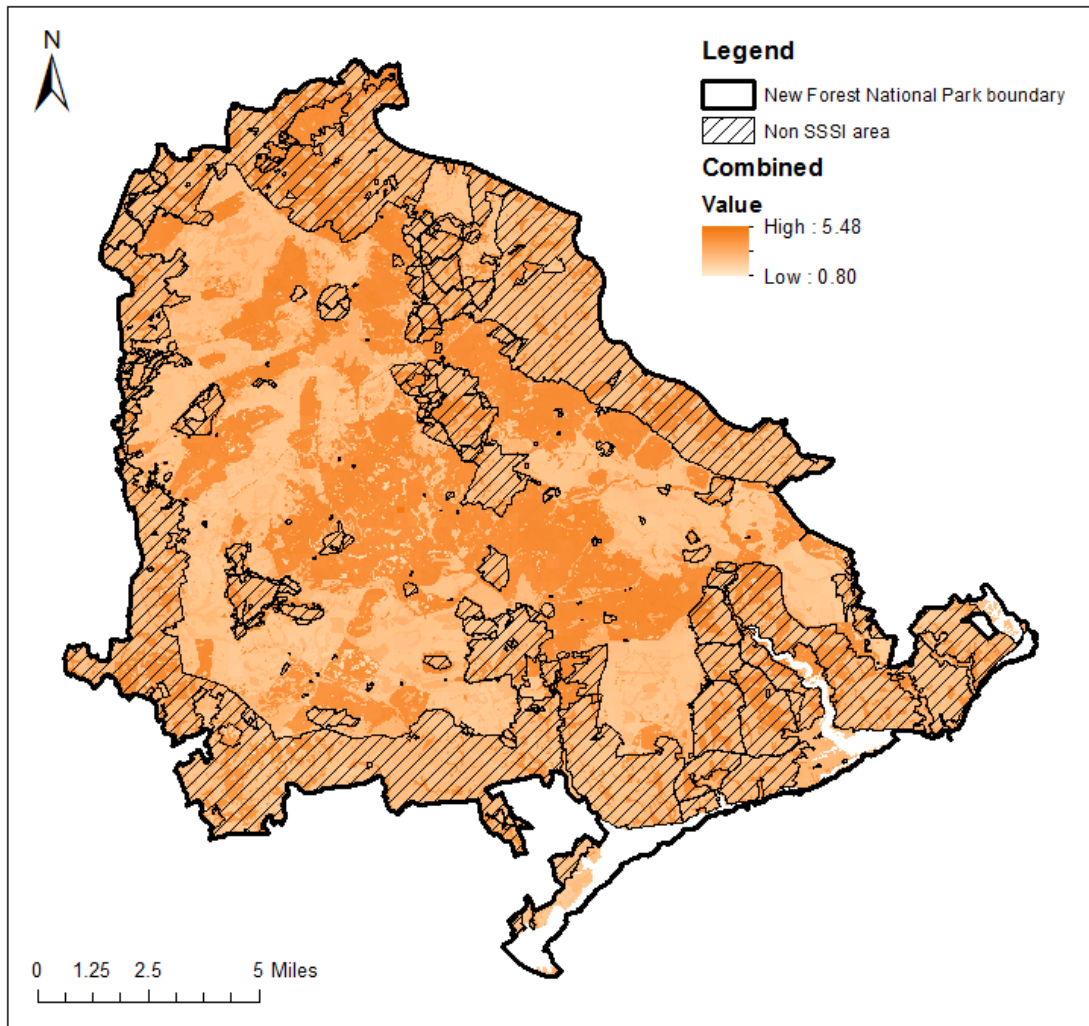 N
Legend
New Forest National Park boundary
Non SSSI area
Combined
Value
High : 5.48
Low : 0.80
0 1.25 2.5 5 Miles